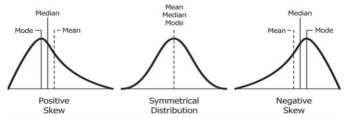 Median
Mode
Mean
Positive
Skew
Mean
Median
Mode
Symmetrical
Distribution
Median
Mean
Mode
Negative
Skew